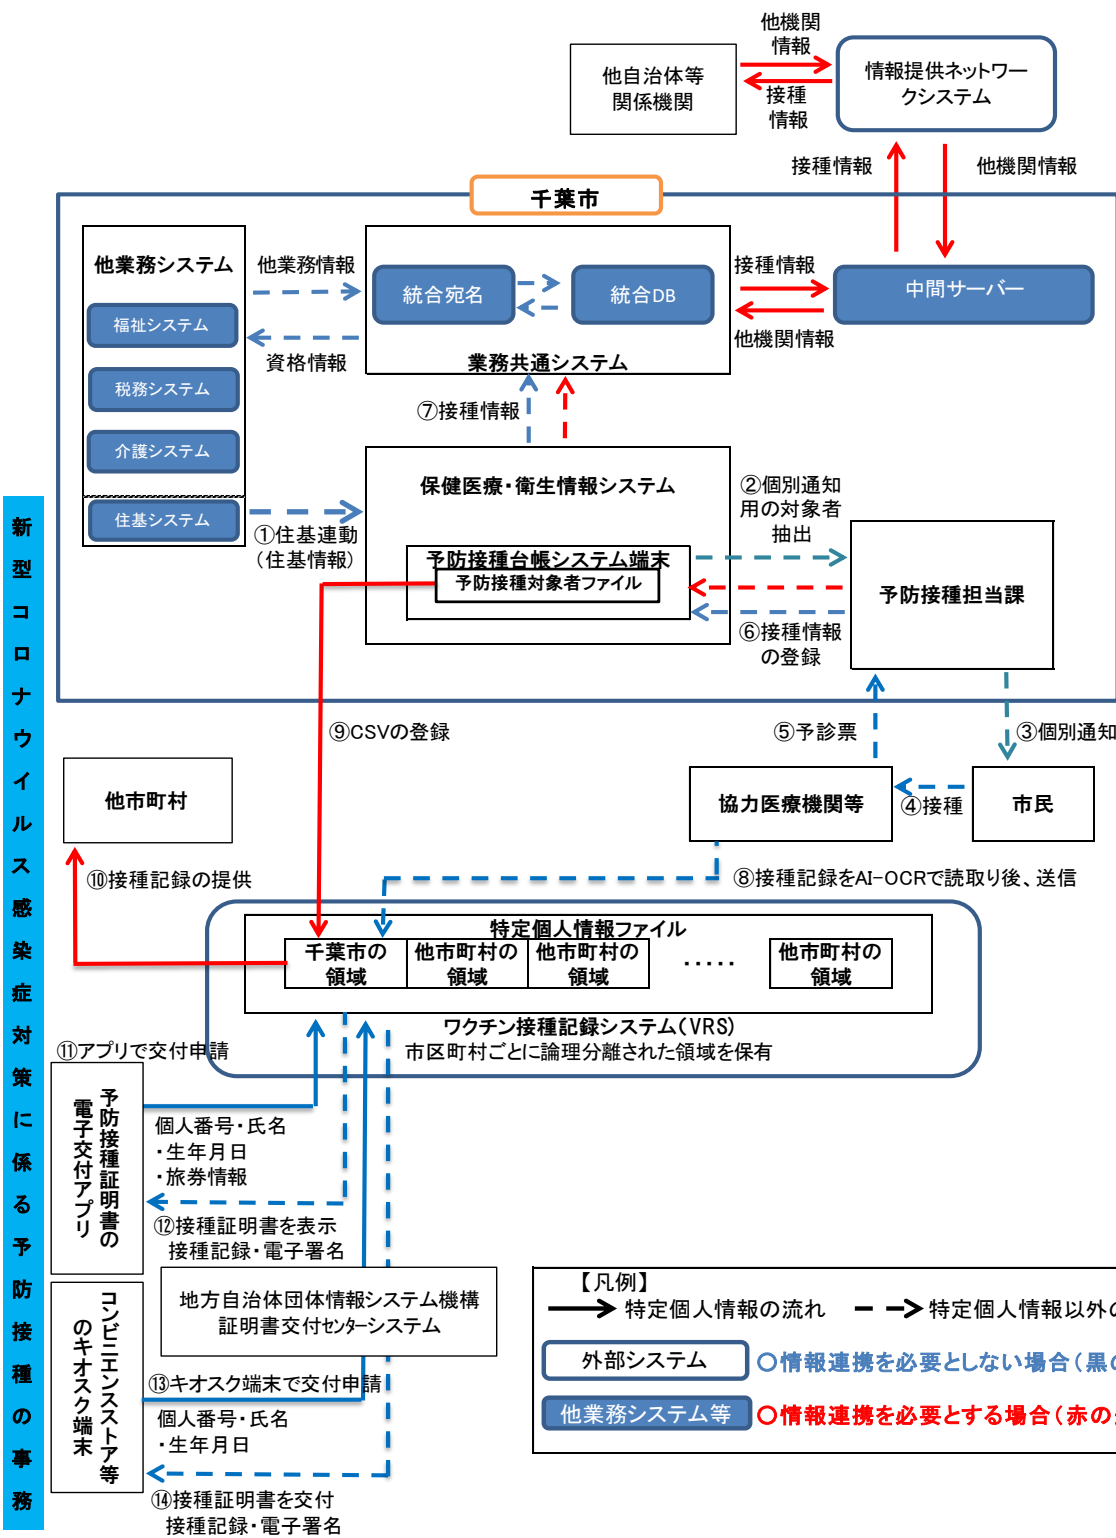 他機関
情報
他自治体等
関係機関
情報提供ネットワー
クシステム
接種
情報
接種情報
他機関情報
千葉市
他業務システム
福祉システム
税務システム
介護システム
住基システム
他業務情報
資格情報
統合宛名
統合DB
業務共通システム
接種情報
他機関情報
中間サーバー
⑦接種情報
保健医療・衛生情報システム
①住基連動
(住基情報)
予防接種台帳システム端末
予防接種対象者ファイル
②個別通知
用の対象者
抽出
予防接種担当課
⑥接種情報
の登録
新型コロナウイルス感染症対策に係る予防接種の事務
⑨CSVの登録
⑤予診票
③個別通知
他市町村
協力医療機関等
④接種
市民
⑩接種記録の提供
⑧接種記録をAI-OCRで読取り後、送信
特定個人情報ファイル
千葉市の
領域
他市町村の
領域
他市町村の
領域
・・・・・
他市町村の
領域
ワクチン接種記録システム(VRS)
市区町村ごとに論理分離された領域を保有
⑪アプリで交付申請
予防接種証明書の
電子交付アプリ
個人番号・氏名
・生年月日
・旅券情報
⑫接種証明書を表示
接種記録・電子署名
地方自治体団体情報システム機構
証明書交付センターシステム
コンビニエンスストア等
のキオスク端末
⑬キオスク端末で交付申請
個人番号・氏名
・生年月日
⑭接種証明書を交付
接種記録・電子署名
【凡例】
特定個人情報の流れ
特定個人情報以外の
外部システム
○情報連携を必要としない場合(黒の
他業務システム等
○情報連携を必要とする場合(赤の